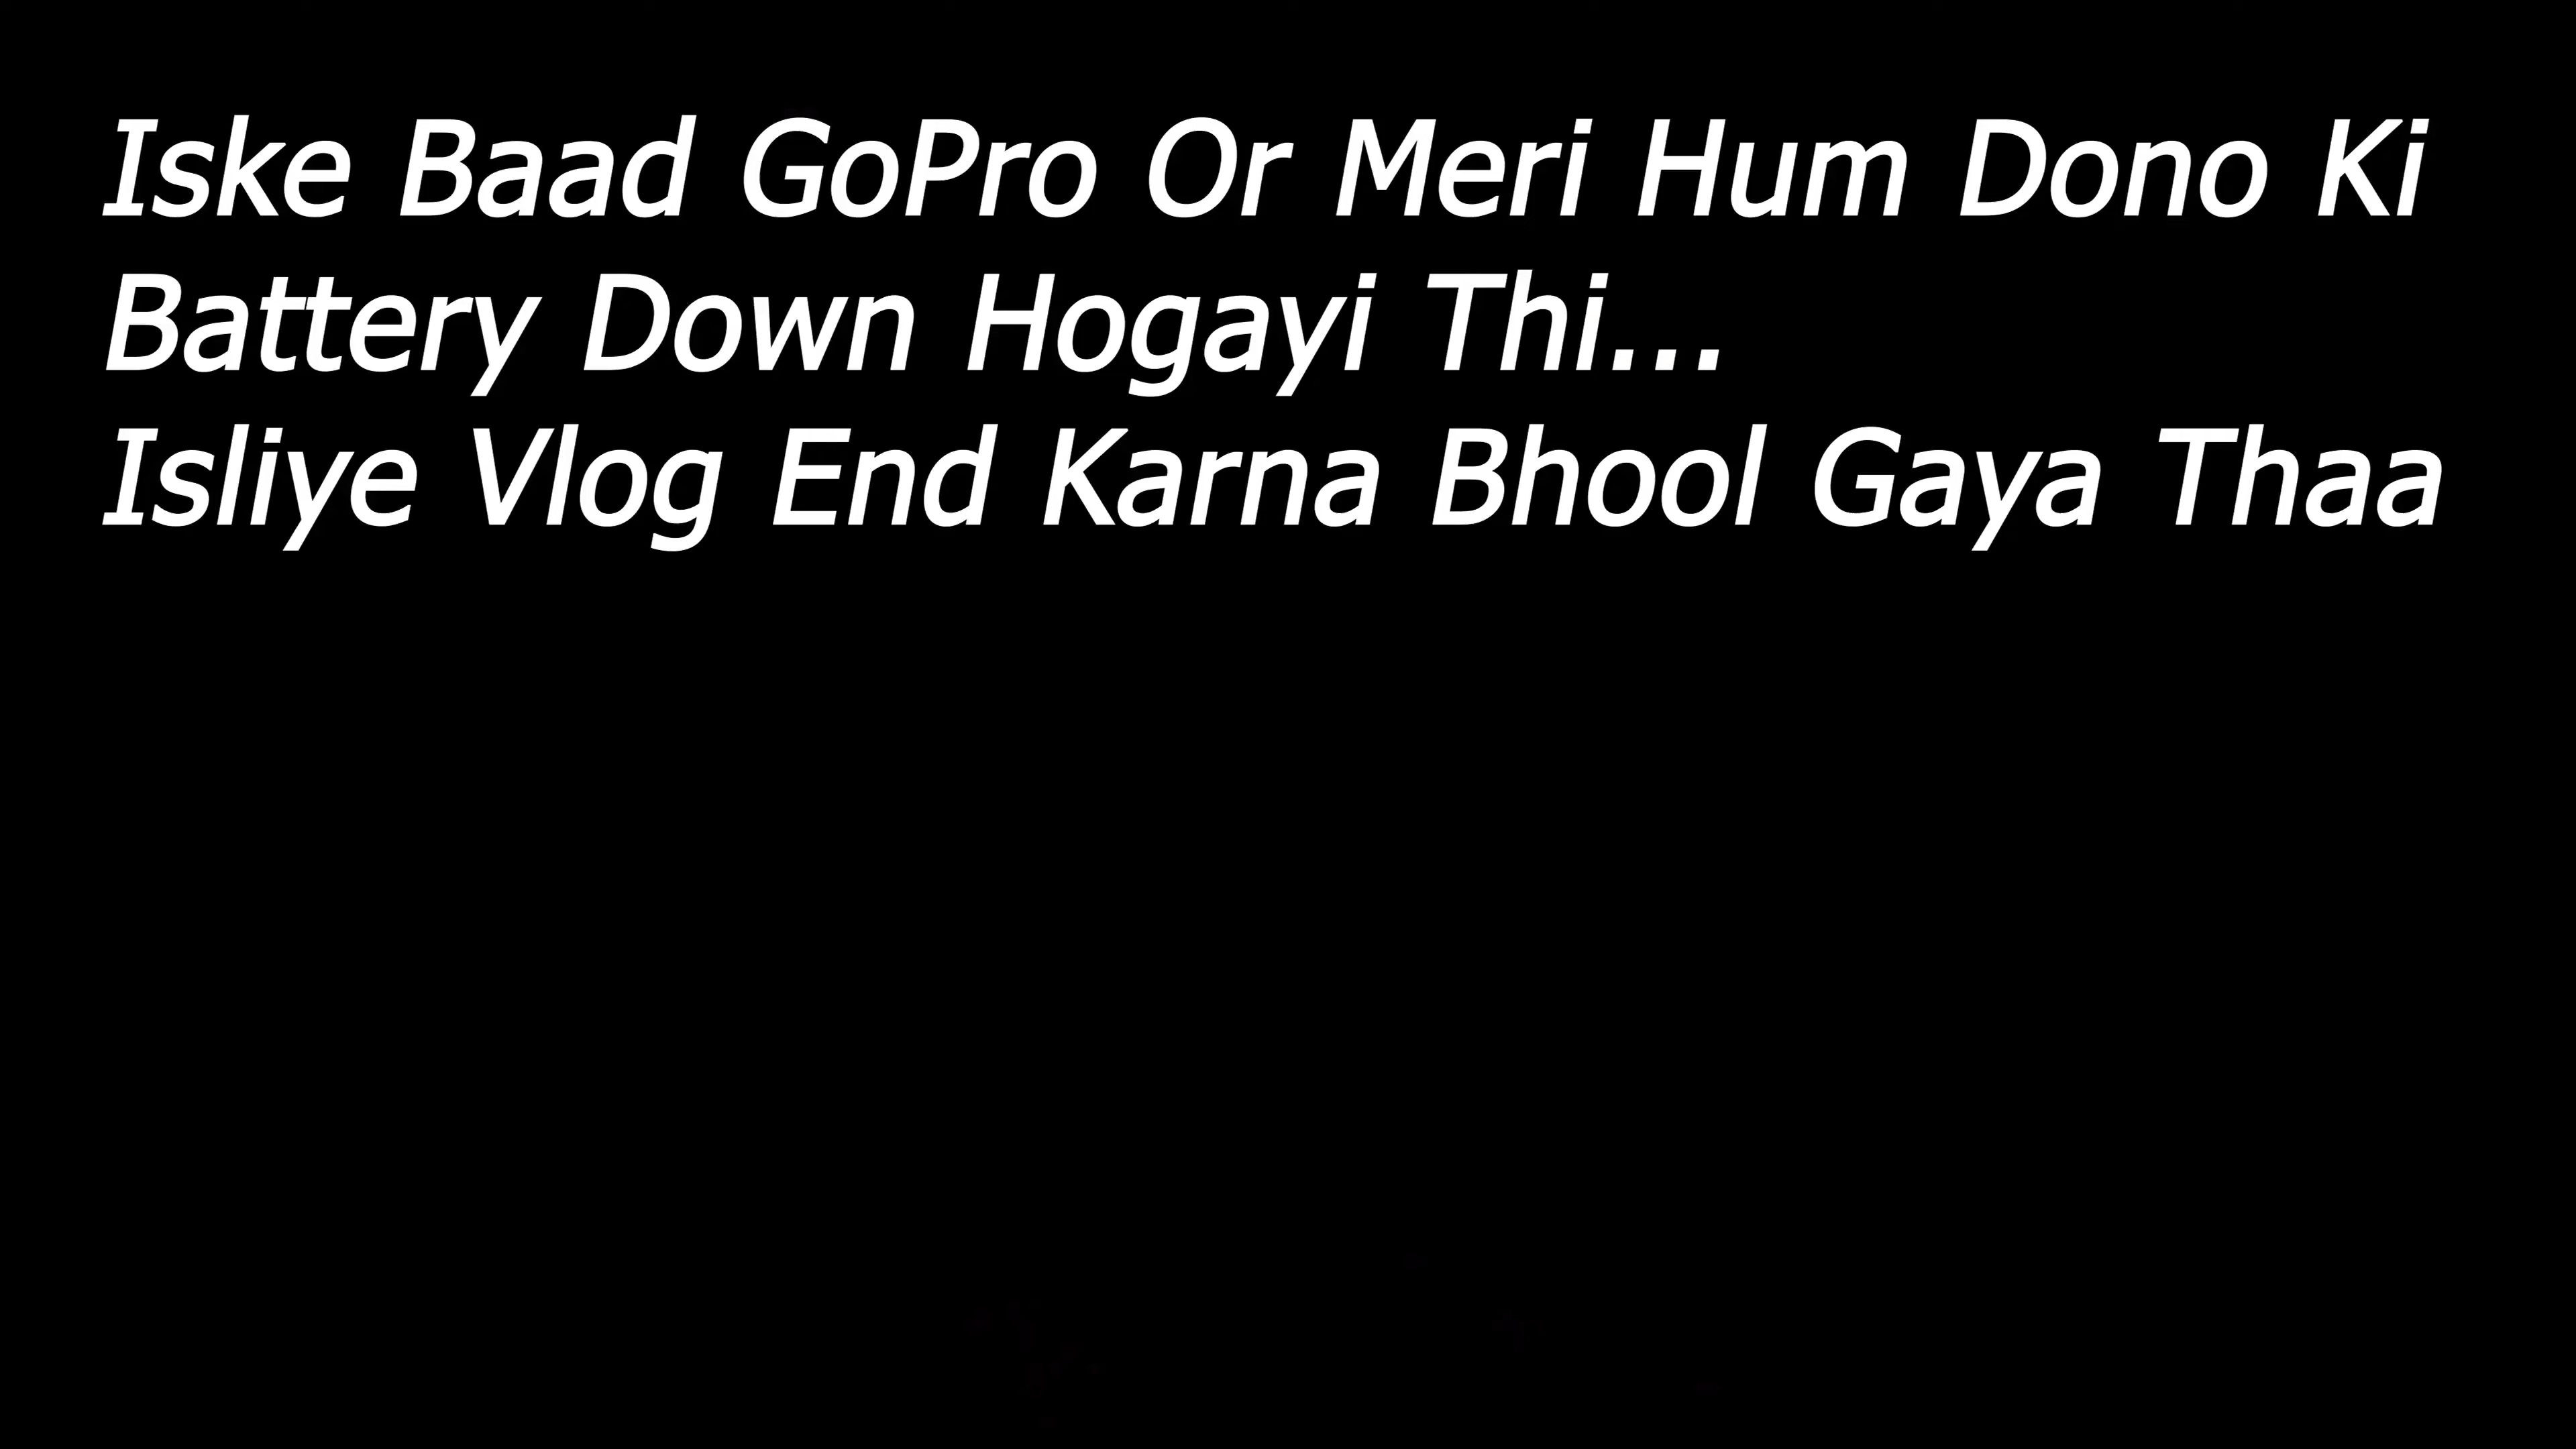 Iske Baad GoPro Or Meri Hum Dono Ki
Battery Down Hogayi Thi...
Isliye Vlog End Karna Bhool Gaya Thaa